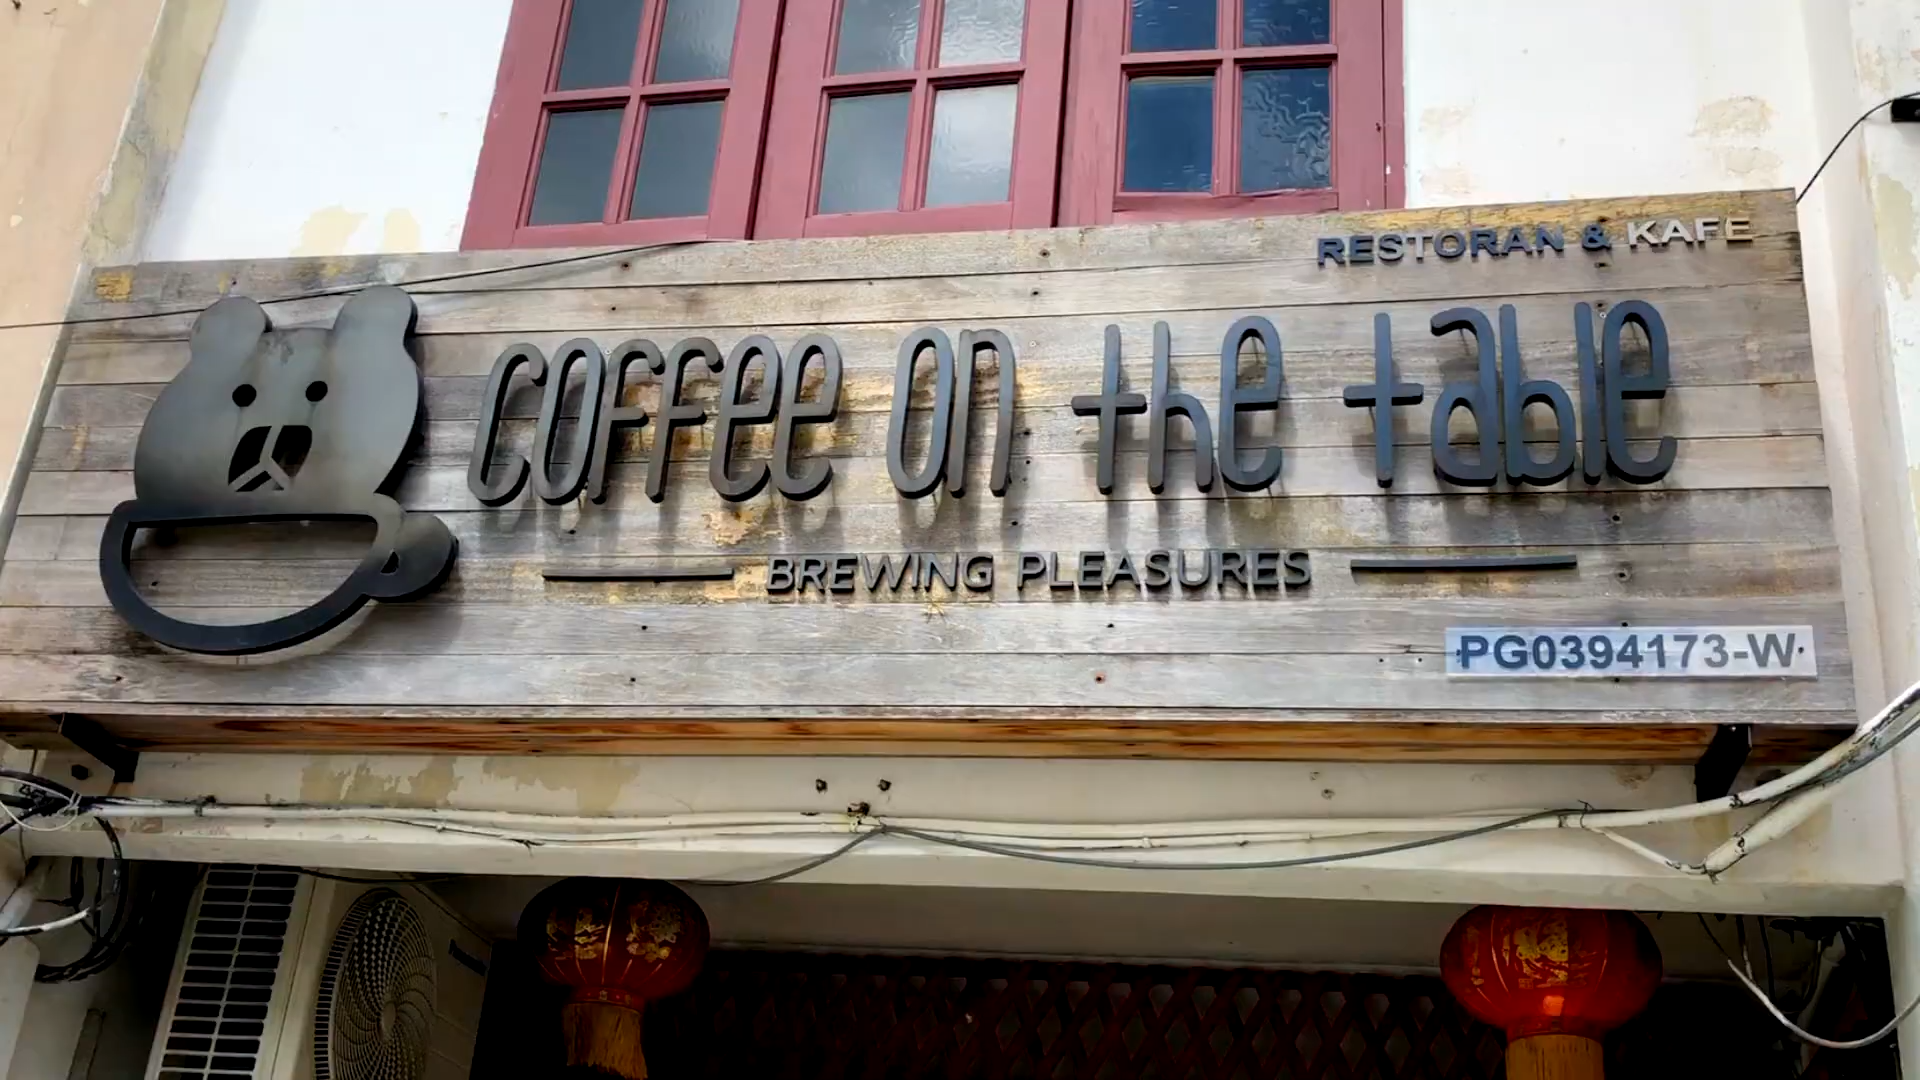 RESTORAN & KAFE
coffee on the table
BREWING PLEASURES
PG0394173-W